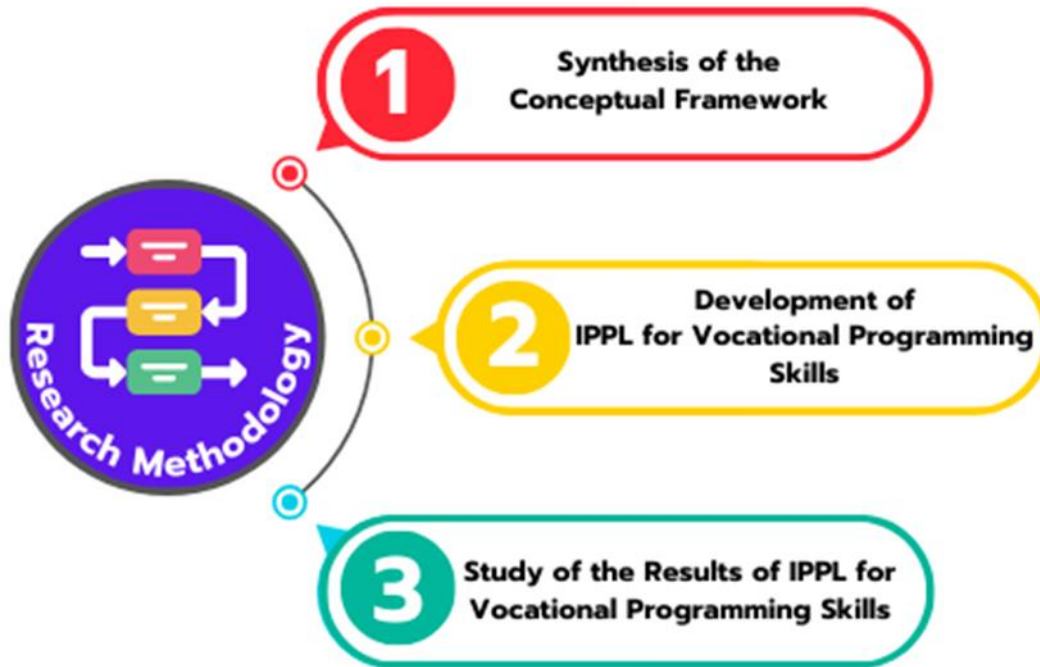 1
Synthesis of the
Conceptual Framework
Research Methodology
2
Development of
IPPL for Vocational Programming
Skills
3
Study of the Results of IPPL for
Vocational Programming Skills